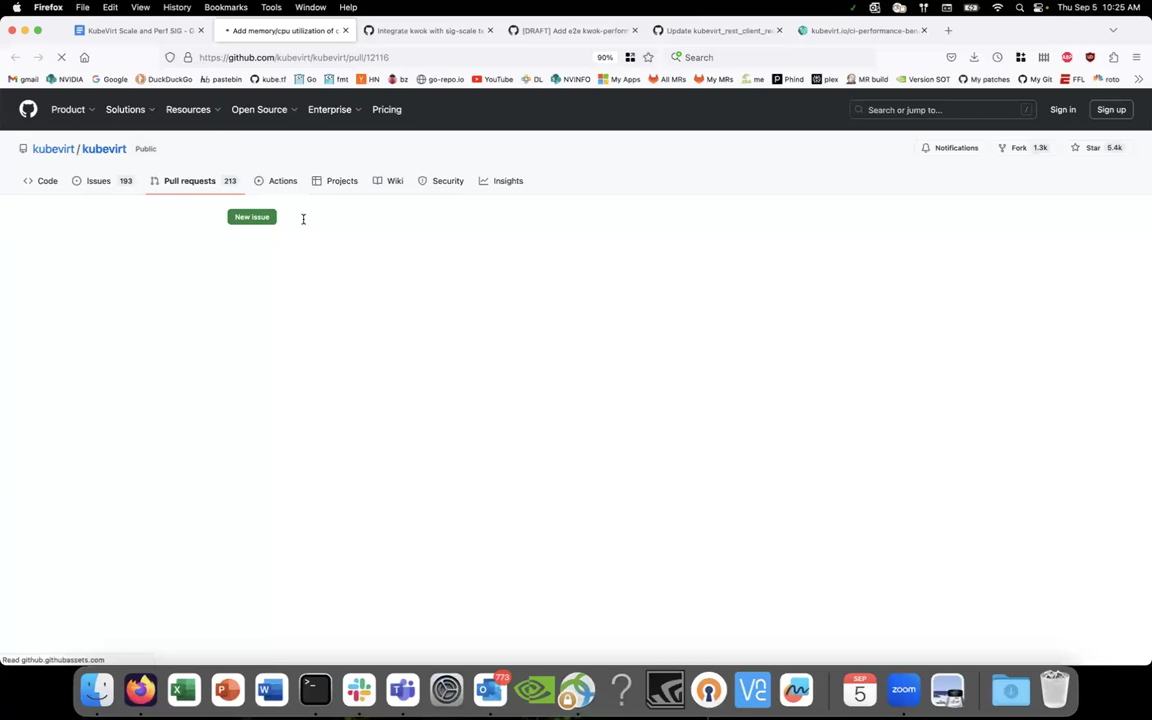 Firefox File Edit View History Bookmarks Tools Window Help Thu Sep 5 10:25 AM
KubeVirt Scale and Perf SIG - G Add memory/cpu utilization of c Integrate kwok with sig-scale te [DRAFT] Add e2e kwok-perform Update kubevirt_rest_client_re kubevirt.io/ci-performance-ben
https://github.com/kubevirt/kubevirt/pull/12116 90% Search
gmail NVIDIA Google DuckDuckGo pastebin kube.tf Go fmt HN bz go-repo.io YouTube DL NVINFO My Apps All MRs My MRs me Phind plex MR build Version SOT My patches My Git FFL roto
Product Solutions Resources Open Source Enterprise Pricing Search or jump to... / Sign in Sign up
kubevirt / kubevirt Public Notifications Fork 1.3k Star 5.4k
Code Issues 193 Pull requests 213 Actions Projects Wiki Security Insights
New issue
Read github.githubassets.com
773
SEP
5
zoom